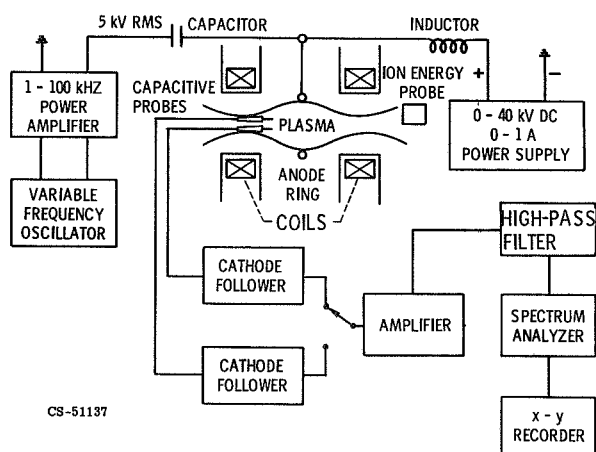 5 kV RMS
CAPACITOR
INDUCTOR
1 - 100 kHZ
POWER
AMPLIFIER
CAPACITIVE
PROBES
ION ENERGY
PROBE
+
−
PLASMA
0 - 40 kV DC
0 - 1 A
POWER SUPPLY
VARIABLE
FREQUENCY
OSCILLATOR
ANODE
RING
COILS
HIGH-PASS
FILTER
CATHODE
FOLLOWER
AMPLIFIER
SPECTRUM
ANALYZER
CATHODE
FOLLOWER
x - y
RECORDER
CS-51137